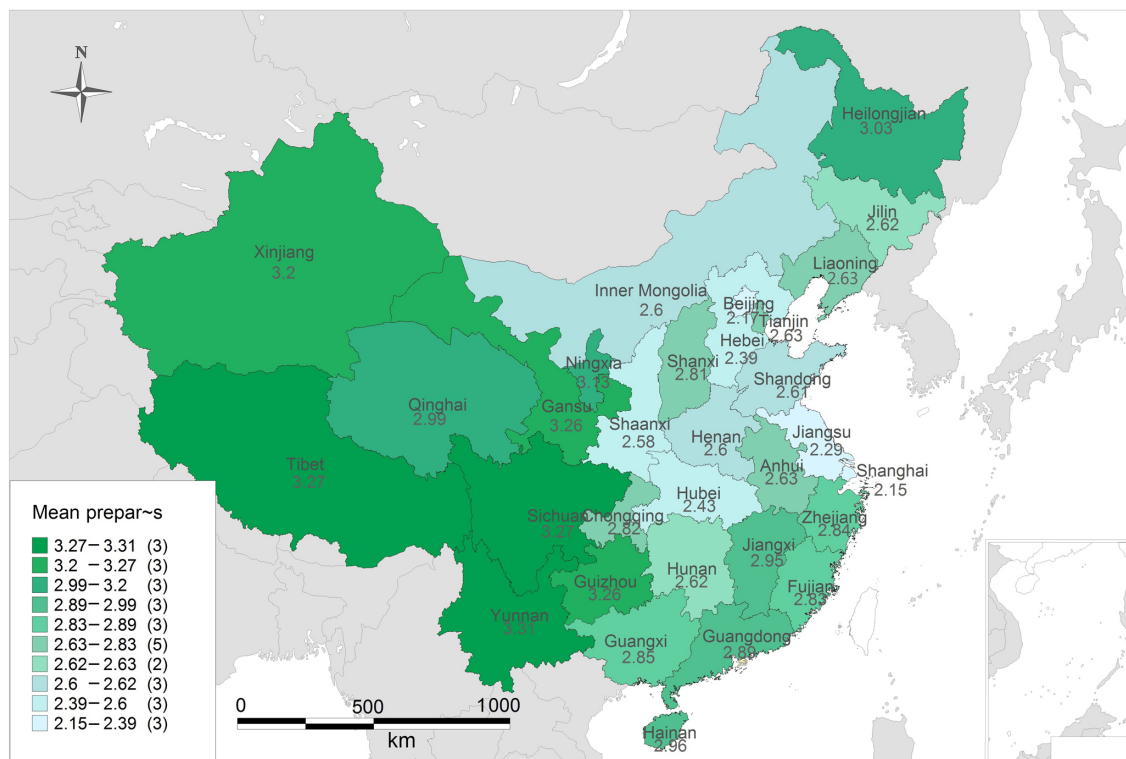 N
Heilongjian
3.03
Jilin
2.62
Xinjiang
3.2
Liaoning
2.63
Inner Mongolia
2.6
Beijing
2.17
Tianjin
2.63
Hebei
2.39
Ningxia
3.13
Shanxi
2.81
Shandong
2.61
Qinghai
2.99
Gansu
3.26
Shaanxi
2.58
Henan
2.6
Jiangsu
2.29
Tibet
3.27
Anhui
2.63
Shanghai
2.15
Hubei
2.43
Sichuan
3.27
Chongqing
2.82
Zhejiang
2.84
Jiangxi
2.95
Hunan
2.62
Guizhou
3.26
Fujian
2.83
Yunnan
3.31
Guangxi
2.85
Guangdong
2.89
Hainan
2.96
Mean prepar~s
3.27–3.31 (3)
3.2 –3.27 (3)
2.99–3.2 (3)
2.89–2.99 (3)
2.83–2.89 (3)
2.63–2.83 (5)
2.62–2.63 (2)
2.6 –2.62 (3)
2.39–2.6 (3)
2.15–2.39 (3)
0 500 1000
km